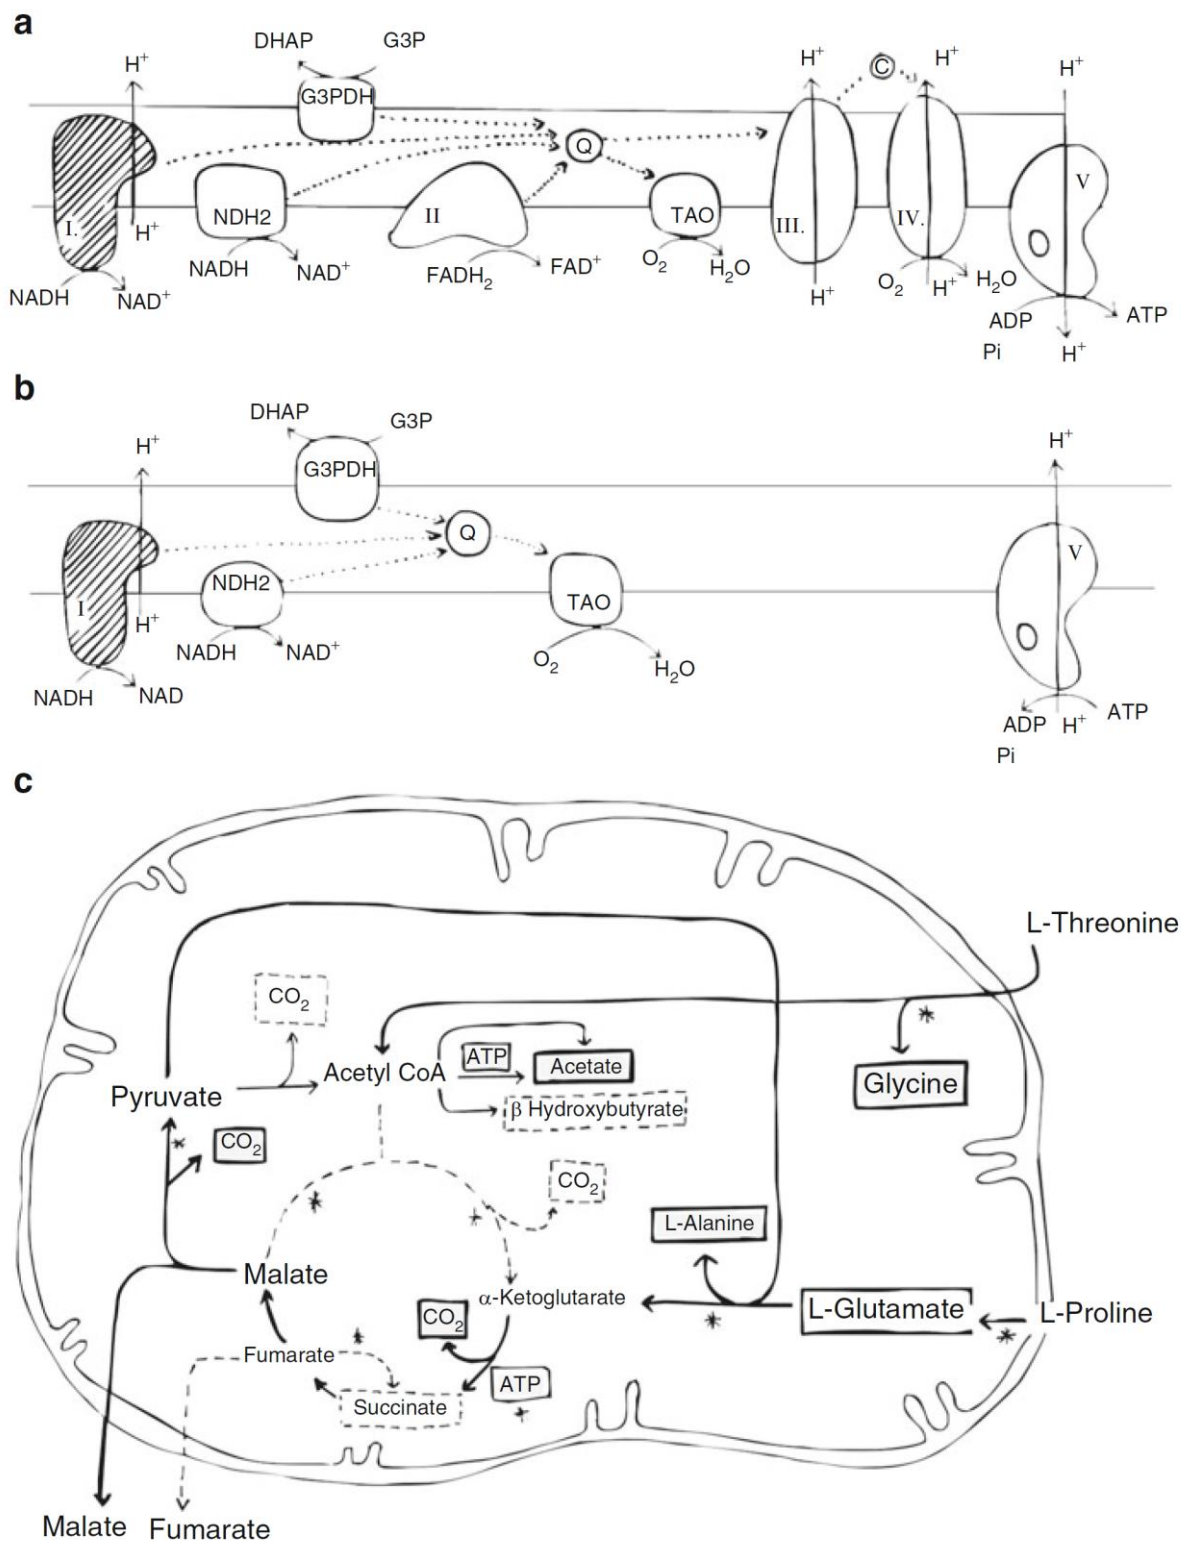 a
DHAP G3P
H⁺ H⁺ C H⁺ H⁺
G3PDH
Q
V
I. NDH2 II TAO III. IV.
H⁺
NADH NAD⁺ FADH₂ FAD⁺ O₂ H₂O O₂ H⁺ H₂O
NADH NAD⁺ H⁺ ADP ATP
Pi H⁺
b
DHAP G3P
H⁺ H⁺
G3PDH
Q
V
NDH2
I TAO
H⁺
NADH NAD⁺ O₂ H₂O
NADH NAD ADP H⁺ ATP
Pi
c
L-Threonine
CO₂
*
ATP Acetate
Acetyl CoA
Pyruvate Glycine
β Hydroxybutyrate
* CO₂
CO₂
* *
L-Alanine
Malate
α-Ketoglutarate L-Glutamate L-Proline
CO₂ * *
Fumarate *
ATP
Succinate *
Malate Fumarate